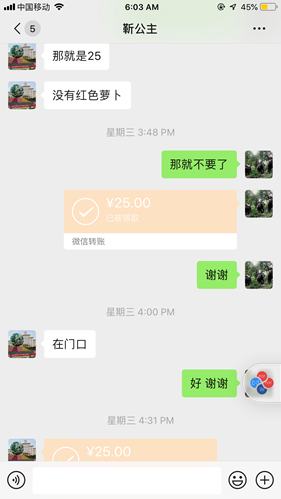 中国移动
6:03 AM
45%
5
靳公主
那就是25
没有红色萝卜
星期三 3:48 PM
那就不要了
¥25.00
已被领取
微信转账
谢谢
星期三 4:00 PM
在门口
好 谢谢
星期三 4:31 PM
¥25.00